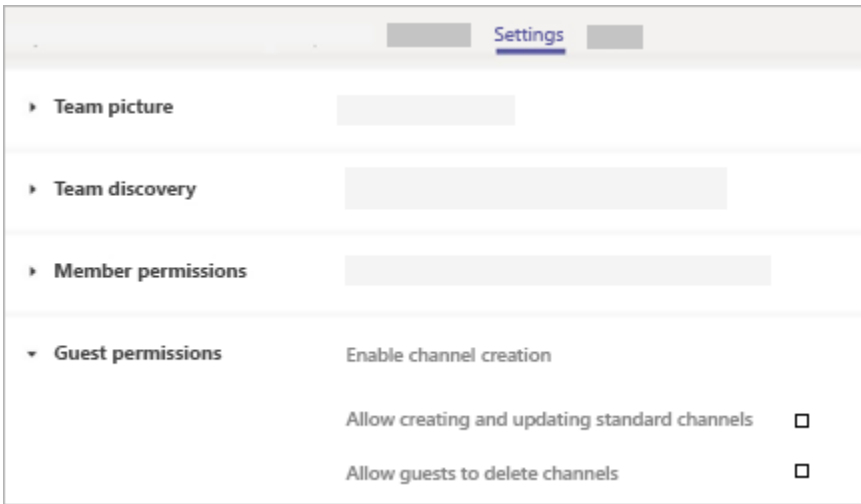 Settings
Team picture
Team discovery
Member permissions
Guest permissions
Enable channel creation
Allow creating and updating standard channels
Allow guests to delete channels